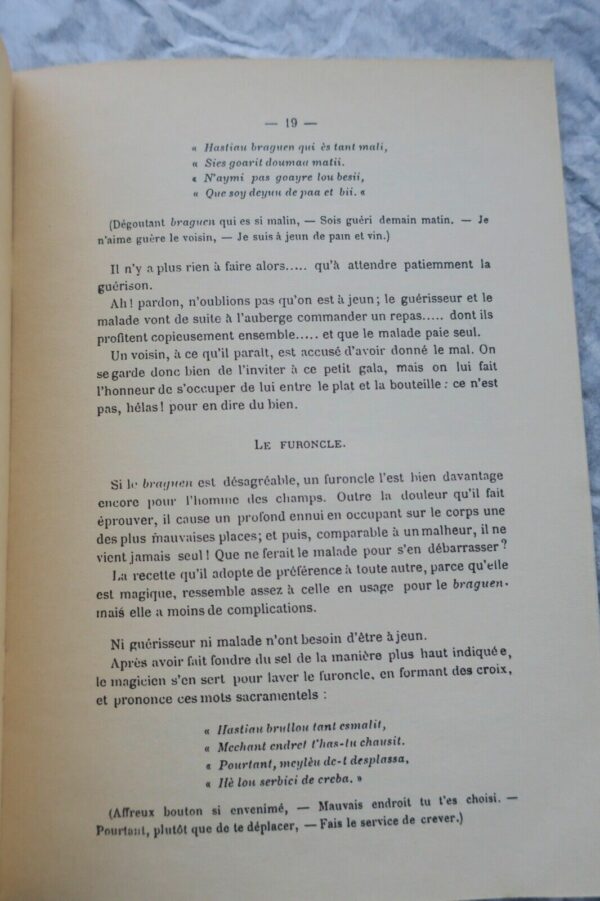 — 19 —
« Hastiau braguen qui ès tant mali,
« Sies goarit doumaa matii.
« N'aymi pas goayre lou besii,
« Que soy deyuu de paa et bii. «
(Dégoutant braguen qui es si malin, — Sois guéri demain matin. — Je
n'aime guère le voisin, — Je suis à jeun de pain et vin.)
Il n'y a plus rien à faire alors..... qu'à attendre patiemment la
guérison.
Ah! pardon, n'oublions pas qu'on est à jeun; le guérisseur et le
malade vont de suite à l'auberge commander un repas..... dont ils
profitent copieusement ensemble..... et que le malade paie seul.
Un voisin, à ce qu'il paraît, est accusé d'avoir donné le mal. On
se garde donc bien de l'inviter à ce petit gala, mais on lui fait
l'honneur de s'occuper de lui entre le plat et la bouteille : ce n'est
pas, hélas! pour en dire du bien.
LE FURONCLE.
Si le braguen est désagréable, un furoncle l'est bien davantage
encore pour l'homme des champs. Outre la douleur qu'il fait
éprouver, il cause un profond ennui en occupant sur le corps une
des plus mauvaises places; et puis, comparable à un malheur, il ne
vient jamais seul! Que ne ferait le malade pour s'en débarrasser?
La recette qu'il adopte de préférence à toute autre, parce qu'elle
est magique, ressemble assez à celle en usage pour le braguen,
mais elle a moins de complications.
Ni guérisseur ni malade n'ont besoin d'être à jeun.
Après avoir fait fondre du sel de la manière plus haut indiquée,
le magicien s'en sert pour laver le furoncle, en formant des croix,
et prononce ces mots sacramentels :
« Hastiau brullou tant esmalit,
« Mechant endret t'has-tu chausit.
« Pourtant, meylèu de-t desplassa,
« Hè lou serbici de creba. »
(Affreux bouton si envenimé, — Mauvais endroit tu t'es choisi. —
Pourtant, plutôt que de te déplacer, — Fais le service de crever.)